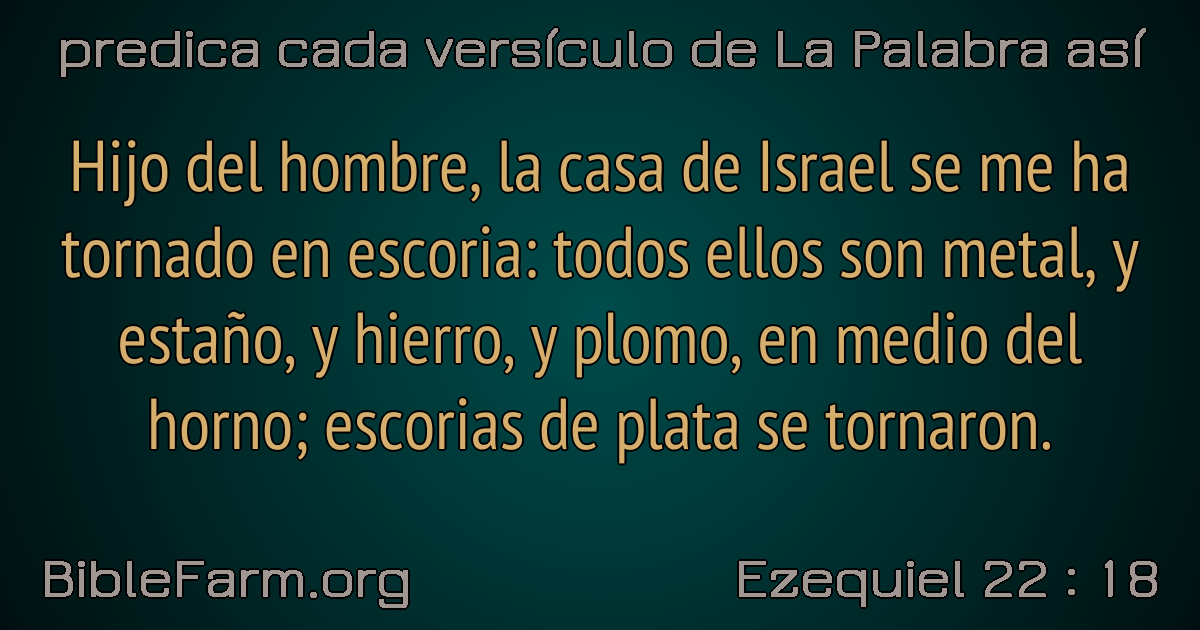 predica cada versículo de La Palabra así
Hijo del hombre, la casa de Israel se me ha
tornado en escoria: todos ellos son metal, y
estaño, y hierro, y plomo, en medio del
horno; escorias de plata se tornaron.
BibleFarm.org
Ezequiel 22 : 18